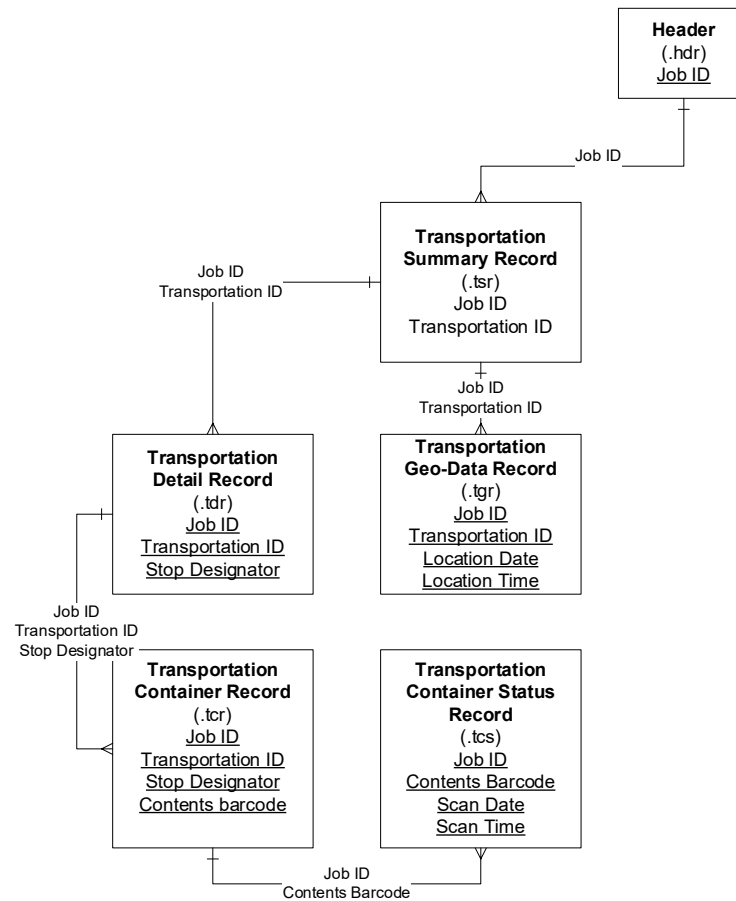 Header
(.hdr)
Job ID
Job ID
Transportation
Summary Record
(.tsr)
Job ID
Transportation ID
Job ID
Transportation ID
Job ID
Transportation ID
Transportation
Detail Record
(.tdr)
Job ID
Transportation ID
Stop Designator
Transportation
Geo-Data Record
(.tgr)
Job ID
Transportation ID
Location Date
Location Time
Job ID
Transportation ID
Stop Designator
Transportation
Container Record
(.tcr)
Job ID
Transportation ID
Stop Designator
Contents barcode
Transportation
Container Status
Record
(.tcs)
Job ID
Contents Barcode
Scan Date
Scan Time
Job ID
Contents Barcode